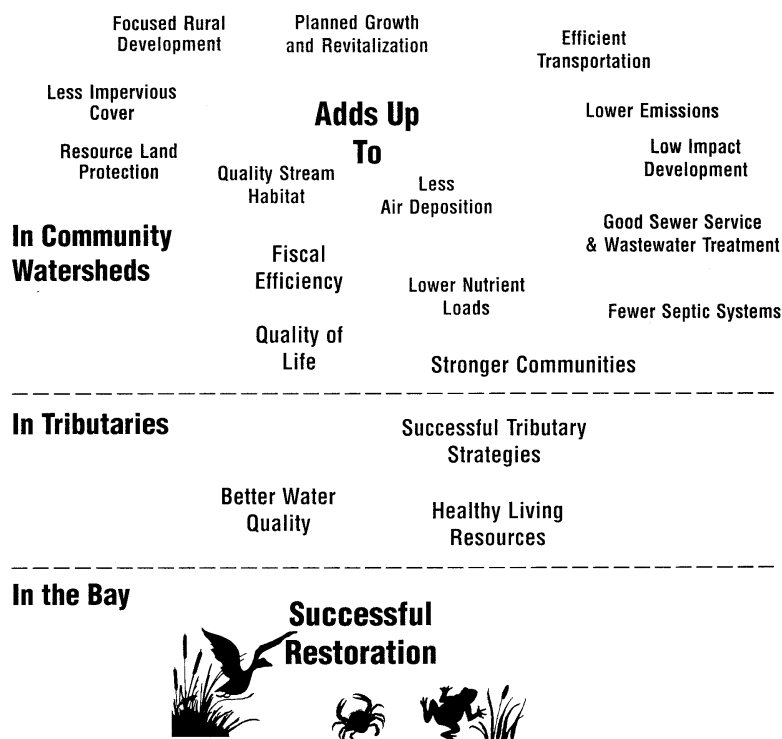 Focused Rural
Development
Planned Growth
and Revitalization
Efficient
Transportation
Less Impervious
Cover
Adds Up
To
Lower Emissions
Resource Land
Protection
Low Impact
Development
Quality Stream
Habitat
Less
Air Deposition
In Community
Watersheds
Good Sewer Service
& Wastewater Treatment
Fiscal
Efficiency
Lower Nutrient
Loads
Fewer Septic Systems
Quality of
Life
Stronger Communities
In Tributaries
Successful Tributary
Strategies
Better Water
Quality
Healthy Living
Resources
In the Bay
Successful
Restoration